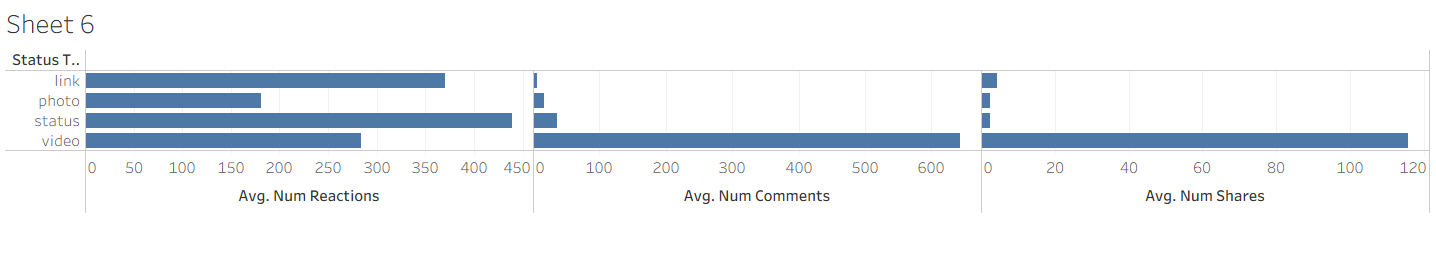 Sheet 6
Status T..
link
photo
status
video
0 50 100 150 200 250 300 350 400 450 0 100 200 300 400 500 600 0 20 40 60 80 100 120
Avg. Num Reactions Avg. Num Comments Avg. Num Shares